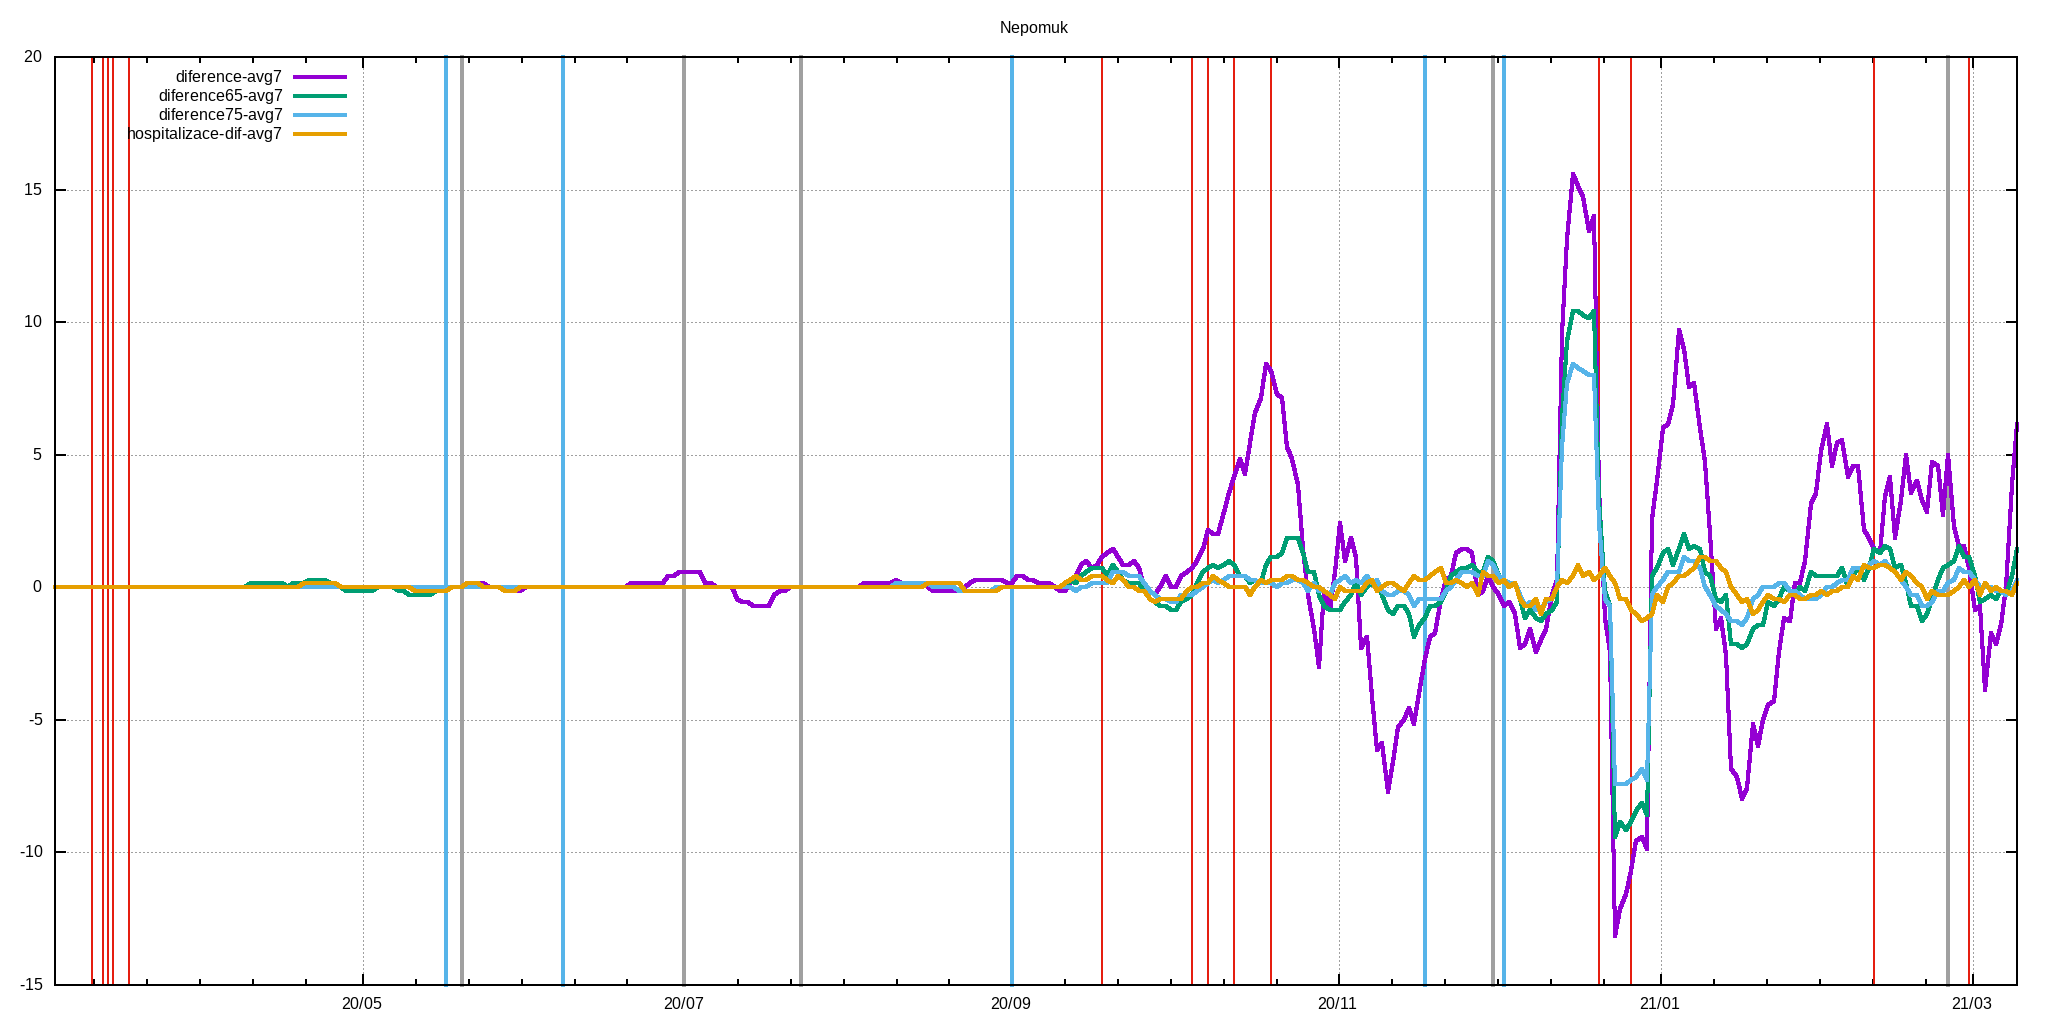 Nepomuk
20
15
10
5
0
-5
-10
-15
diference-avg7
diference65-avg7
diference75-avg7
hospitalizace-dif-avg7
20/05 20/07 20/09 20/11 21/01 21/03